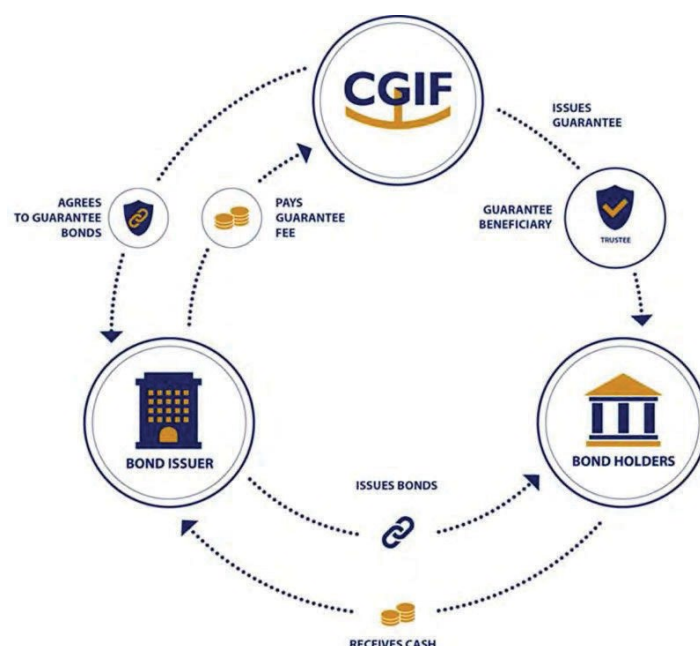 CGIF
ISSUES
GUARANTEE
AGREES
TO GUARANTEE
BONDS
PAYS
GUARANTEE
FEE
GUARANTEE
BENEFICIARY
TRUSTEE
BOND ISSUER
BOND HOLDERS
ISSUES BONDS
RECEIVES CASH